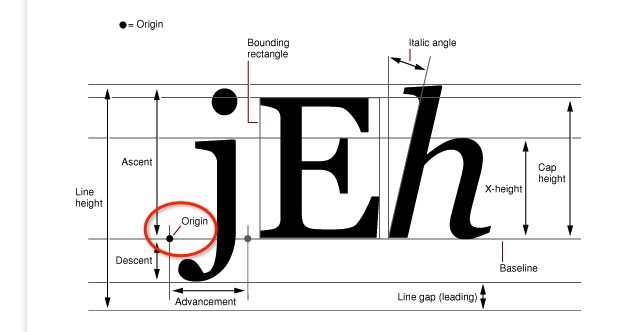 ●= Origin
Bounding
rectangle
Italic angle
jEh
Ascent
Line
height
Origin
Descent
Advancement
X-height
Cap
height
Baseline
Line gap (leading)